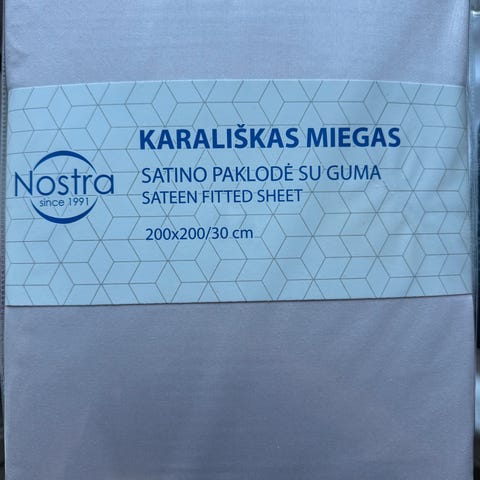 KARALIŠKAS MIEGAS
Nostra
since 1991
SATINO PAKLODĖ SU GUMA
SATEEN FITTED SHEET
200x200/30 cm